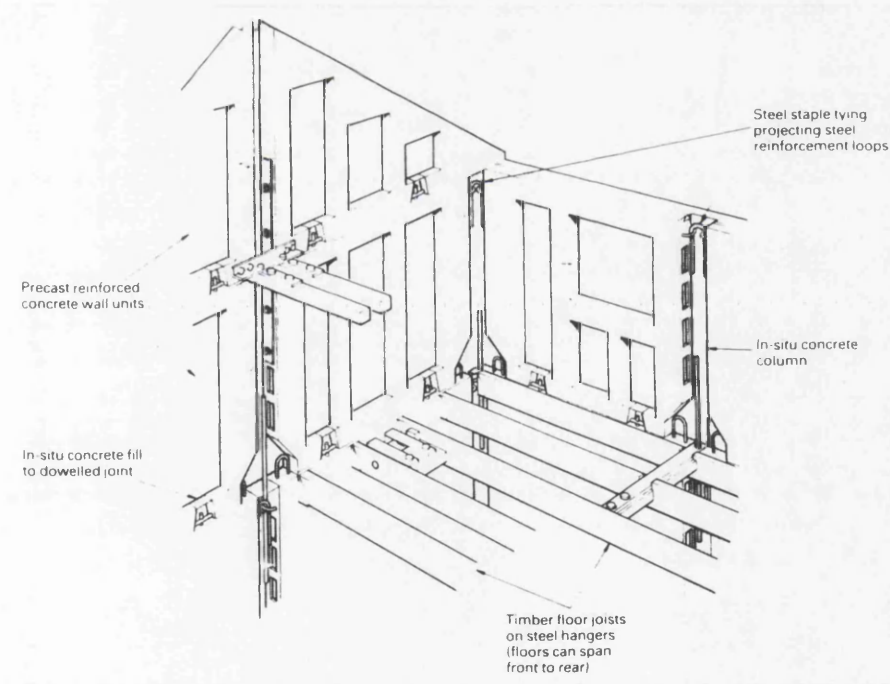 Steel staple tying
projecting steel
reinforcement loops
Precast reinforced
concrete wall units
In-situ concrete
column
In-situ concrete fill
to dowelled joint
Timber floor joists
on steel hangers
(floors can span
front to rear)